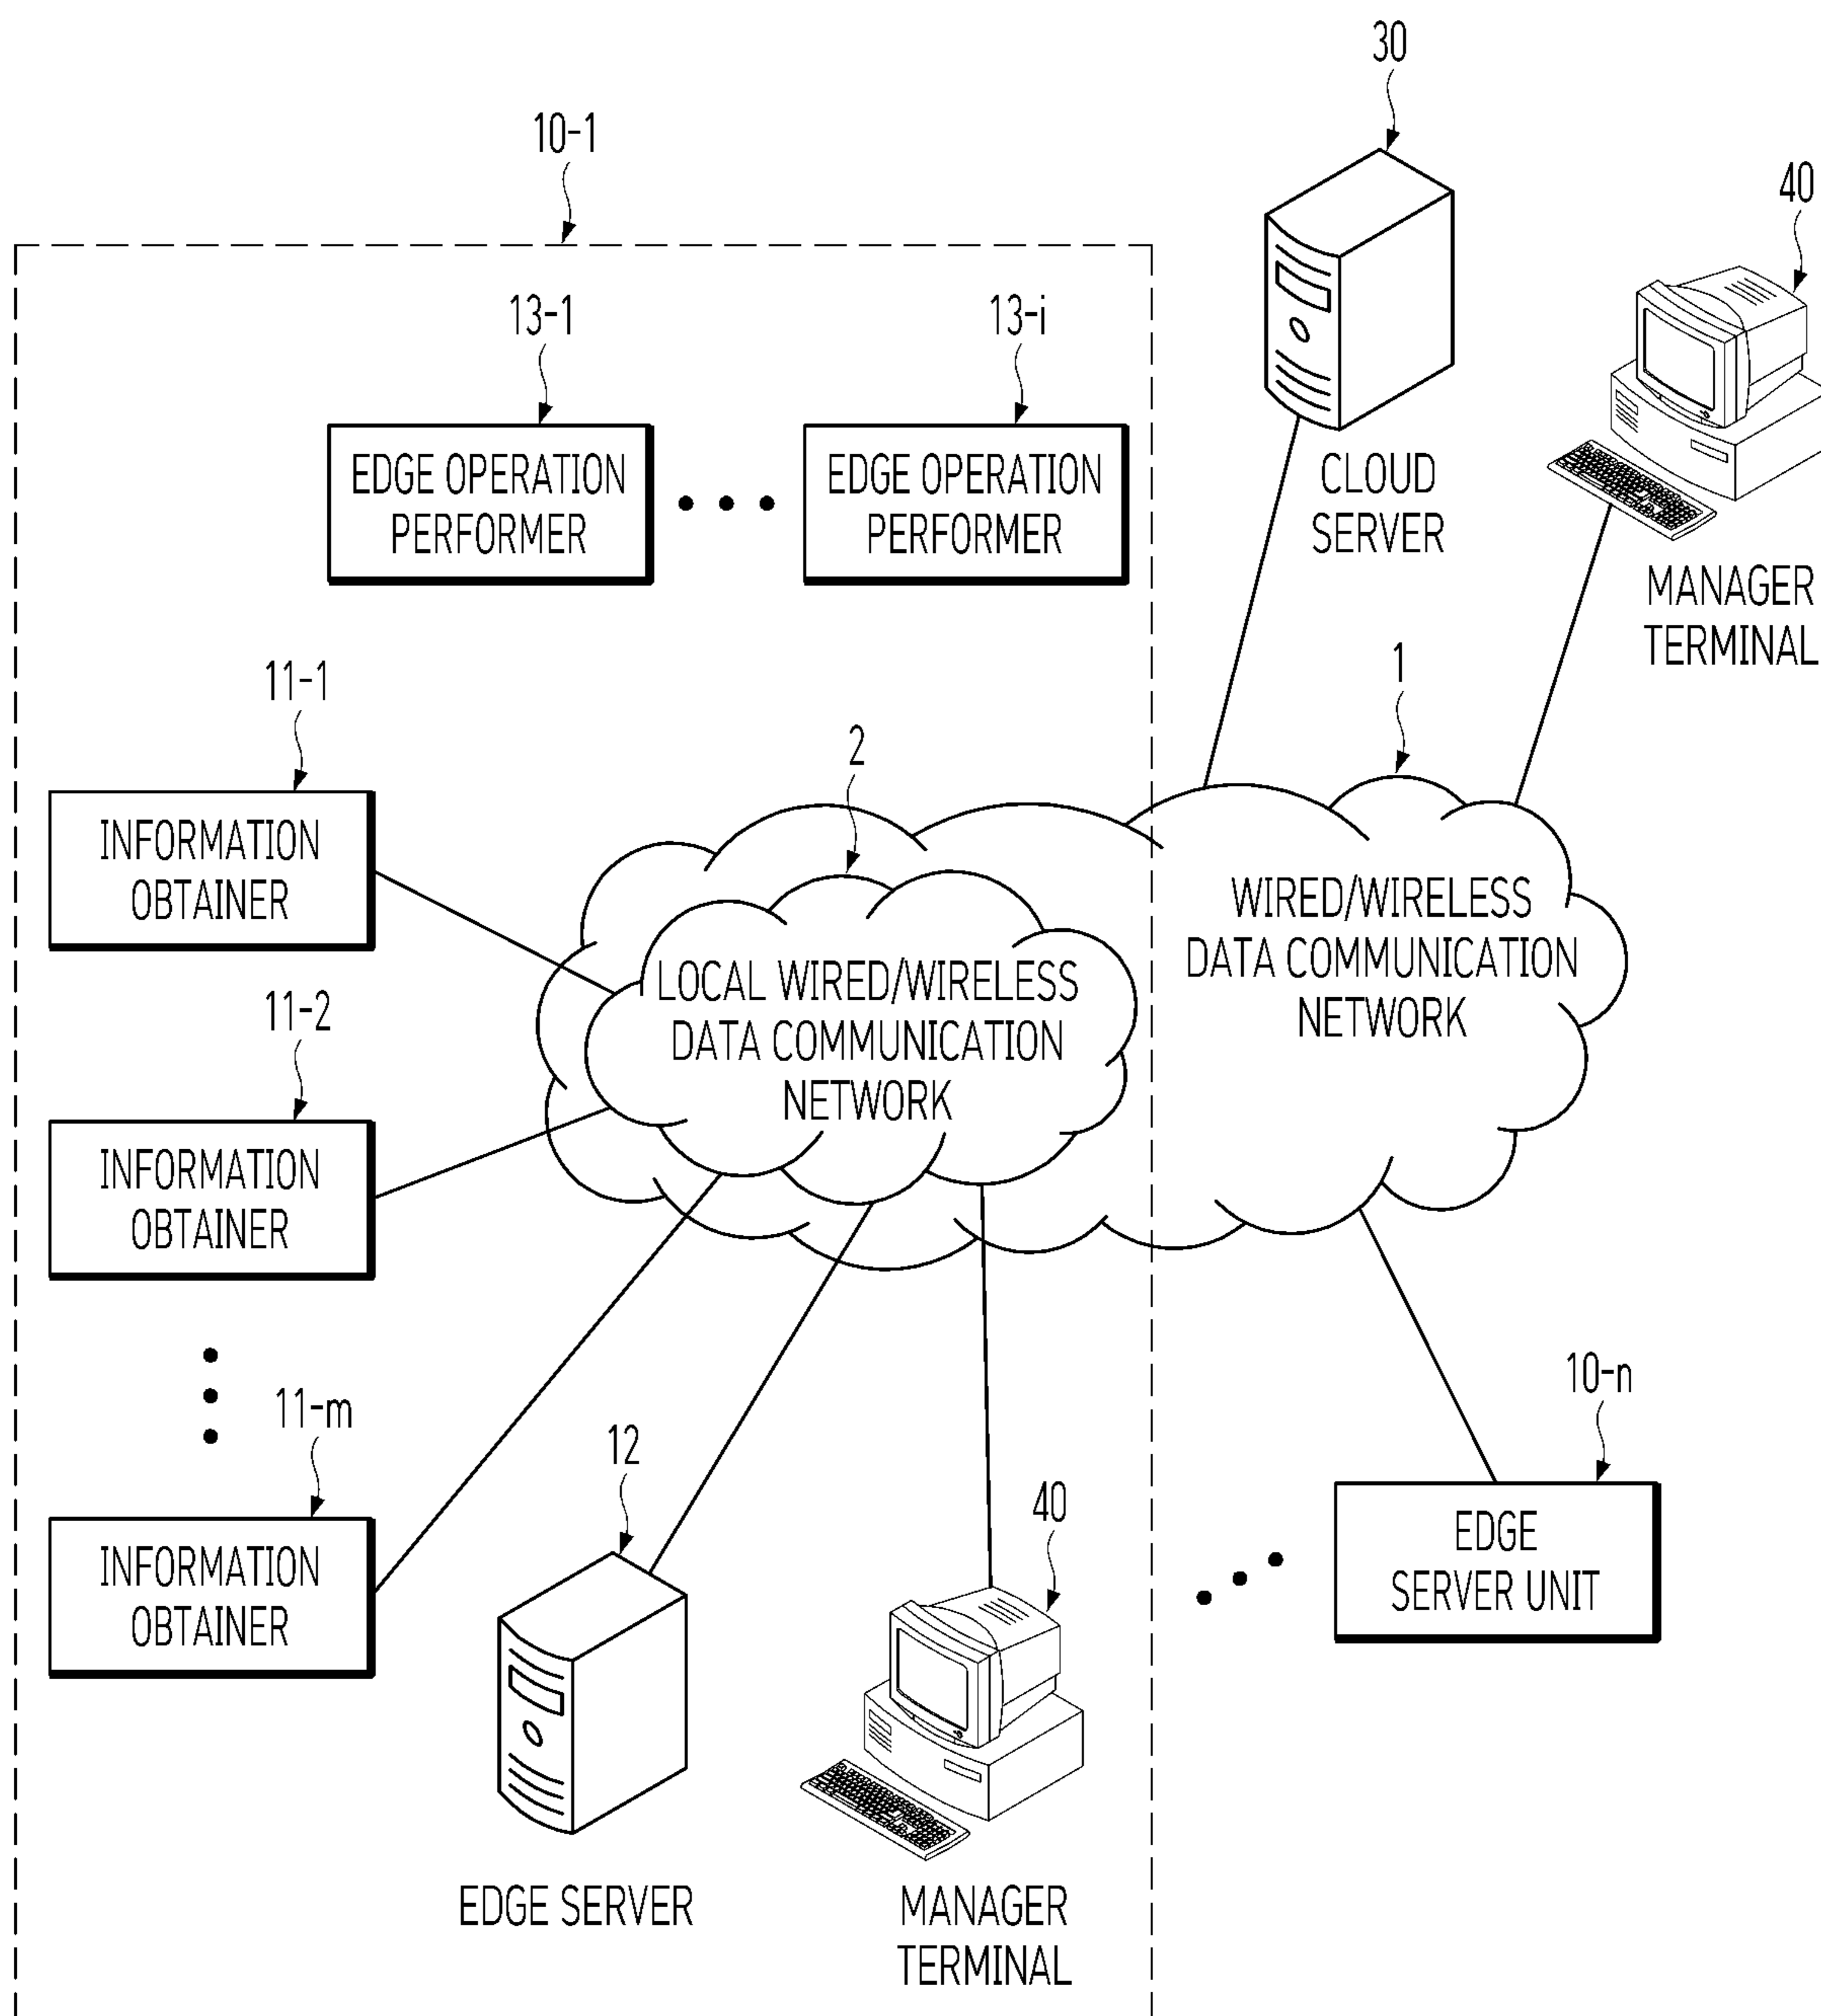 30
10-1
40
13-1
13-i
EDGE OPERATION
PERFORMER
EDGE OPERATION
PERFORMER
CLOUD
SERVER
MANAGER
TERMINAL
11-1
2
1
INFORMATION
OBTAINER
WIRED/WIRELESS
DATA COMMUNICATION
NETWORK
LOCAL WIRED/WIRELESS
DATA COMMUNICATION
NETWORK
11-2
INFORMATION
OBTAINER
11-m
12
40
10-n
INFORMATION
OBTAINER
EDGE
SERVER UNIT
EDGE SERVER
MANAGER
TERMINAL